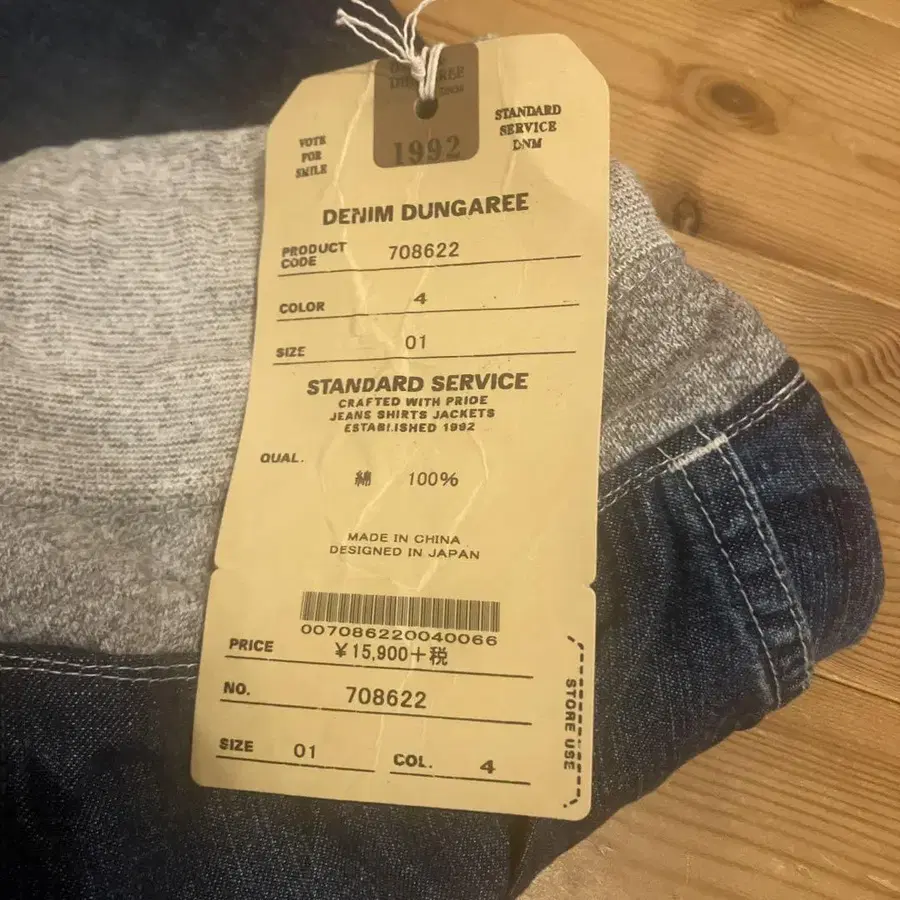 VOTE
FOR
SMILE
1992
STANDARD
SERVICE
DNM
DENIM DUNGAREE
PRODUCT
CODE 708622
COLOR 4
SIZE 01
STANDARD SERVICE
CRAFTED WITH PRIDE
JEANS SHIRTS JACKETS
ESTABLISHED 1992
QUAL.
綿 100%
MADE IN CHINA
DESIGNED IN JAPAN
007086220040066
PRICE ¥15,900+税
NO. 708622
SIZE 01 COL. 4
STORE USE